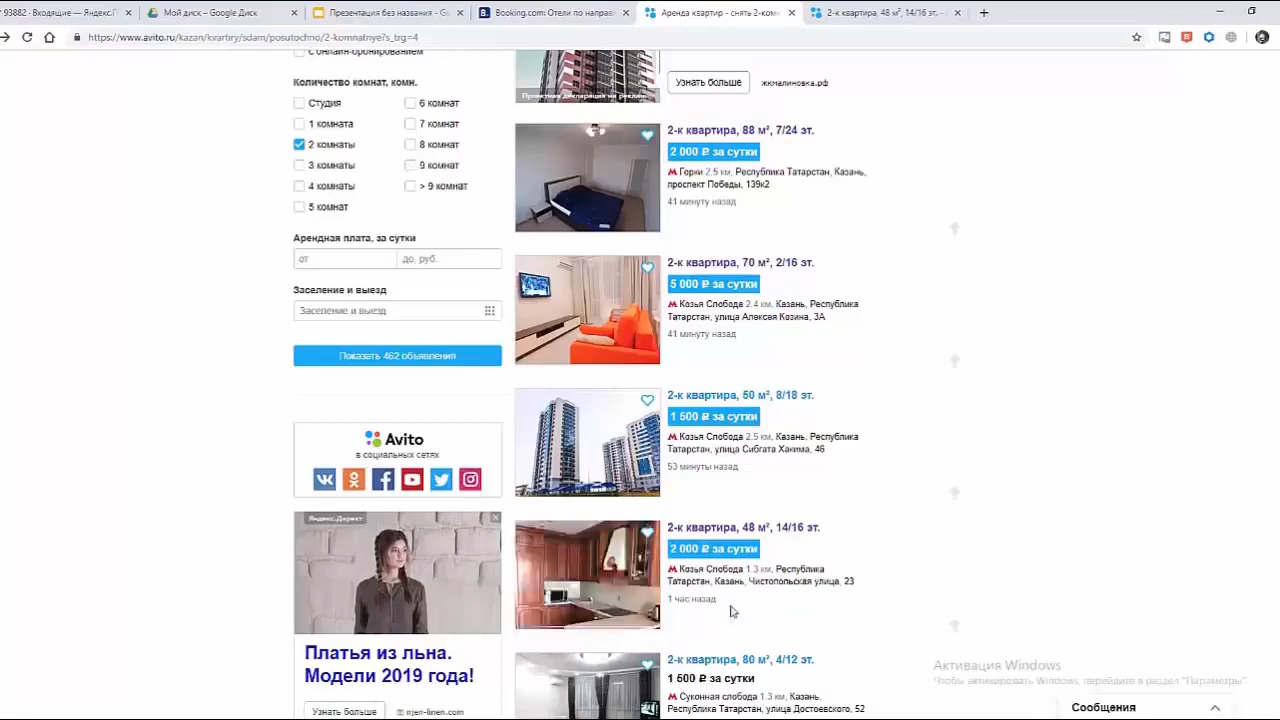 93882 · Входящие — Яндекс.П
Мой диск – Google Диск
Презентация без названия - G
Booking.com: Отели по направ
Аренда квартир - снять 2-комн
2-к квартира, 48 м², 14/16 эт. -
https://www.avito.ru/kazan/kvartiry/sdam/posutochno/2-komnatnye?s_trg=4
с онлайн-бронированием
Количество комнат, комн.
Студия
6 комнат
1 комната
7 комнат
2 комнаты
8 комнат
3 комнаты
9 комнат
4 комнаты
> 9 комнат
5 комнат
Арендная плата, за сутки
от
до, руб.
Заселение и выезд
Заселение и выезд
Показать 462 объявления
Avito
в социальных сетях
Яндекс.Директ
Платья из льна.
Модели 2019 года!
Узнать больше
njen-linen.com
Узнать больше
жкмалиновка.рф
2-к квартира, 88 м², 7/24 эт.
2 000 ₽ за сутки
Горки 2.5 км, Республика Татарстан, Казань,
проспект Победы, 139к2
41 минуту назад
2-к квартира, 70 м², 2/16 эт.
5 000 ₽ за сутки
Козья Слобода 2.4 км, Казань, Республика
Татарстан, улица Алексея Козина, 3А
41 минуту назад
2-к квартира, 50 м², 8/18 эт.
1 500 ₽ за сутки
Козья Слобода 2.5 км, Казань, Республика
Татарстан, улица Сибгата Хакима, 46
53 минуты назад
2-к квартира, 48 м², 14/16 эт.
2 000 ₽ за сутки
Козья Слобода 1.3 км, Республика
Татарстан, Казань, Чистопольская улица, 23
1 час назад
2-к квартира, 80 м², 4/12 эт.
1 500 ₽ за сутки
Суконная слобода 1.3 км, Казань,
Республика Татарстан, улица Достоевского, 52
Активация Windows
Чтобы активировать Windows, перейдите в раздел "Параметры".
Сообщения